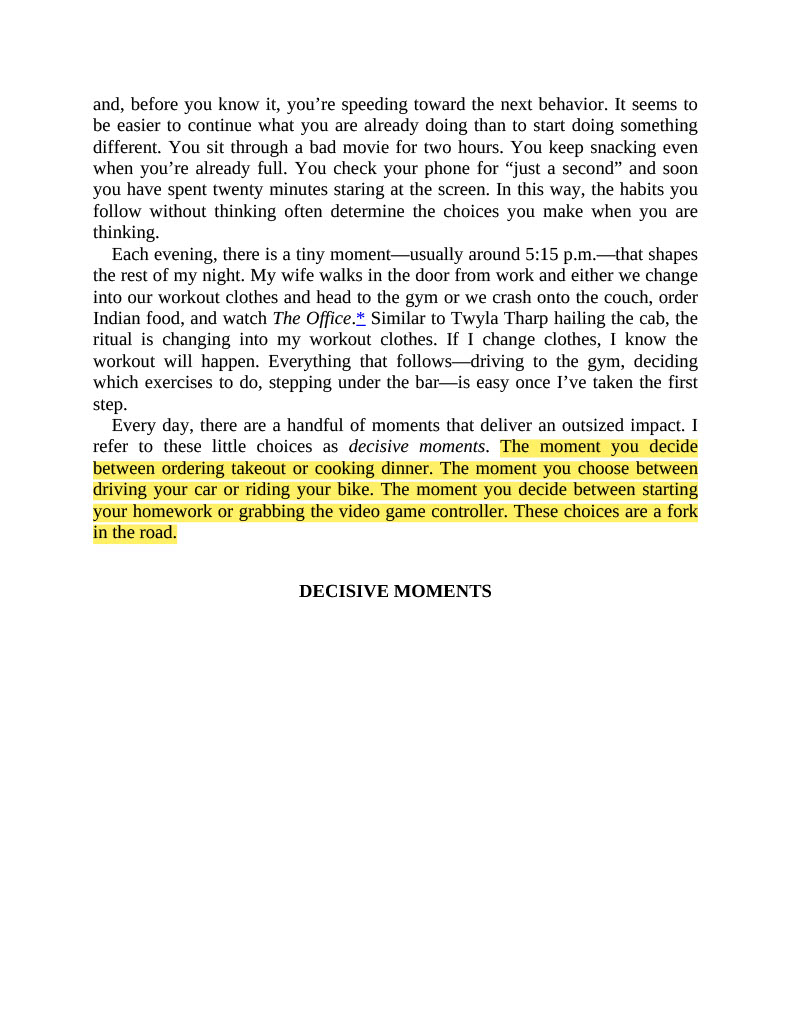 and, before you know it, you’re speeding toward the next behavior. It seems to
be easier to continue what you are already doing than to start doing something
different. You sit through a bad movie for two hours. You keep snacking even
when you’re already full. You check your phone for “just a second” and soon
you have spent twenty minutes staring at the screen. In this way, the habits you
follow without thinking often determine the choices you make when you are
thinking.
Each evening, there is a tiny moment—usually around 5:15 p.m.—that shapes
the rest of my night. My wife walks in the door from work and either we change
into our workout clothes and head to the gym or we crash onto the couch, order
Indian food, and watch The Office.* Similar to Twyla Tharp hailing the cab, the
ritual is changing into my workout clothes. If I change clothes, I know the
workout will happen. Everything that follows—driving to the gym, deciding
which exercises to do, stepping under the bar—is easy once I’ve taken the first
step.
Every day, there are a handful of moments that deliver an outsized impact. I
refer to these little choices as decisive moments. The moment you decide
between ordering takeout or cooking dinner. The moment you choose between
driving your car or riding your bike. The moment you decide between starting
your homework or grabbing the video game controller. These choices are a fork
in the road.
DECISIVE MOMENTS